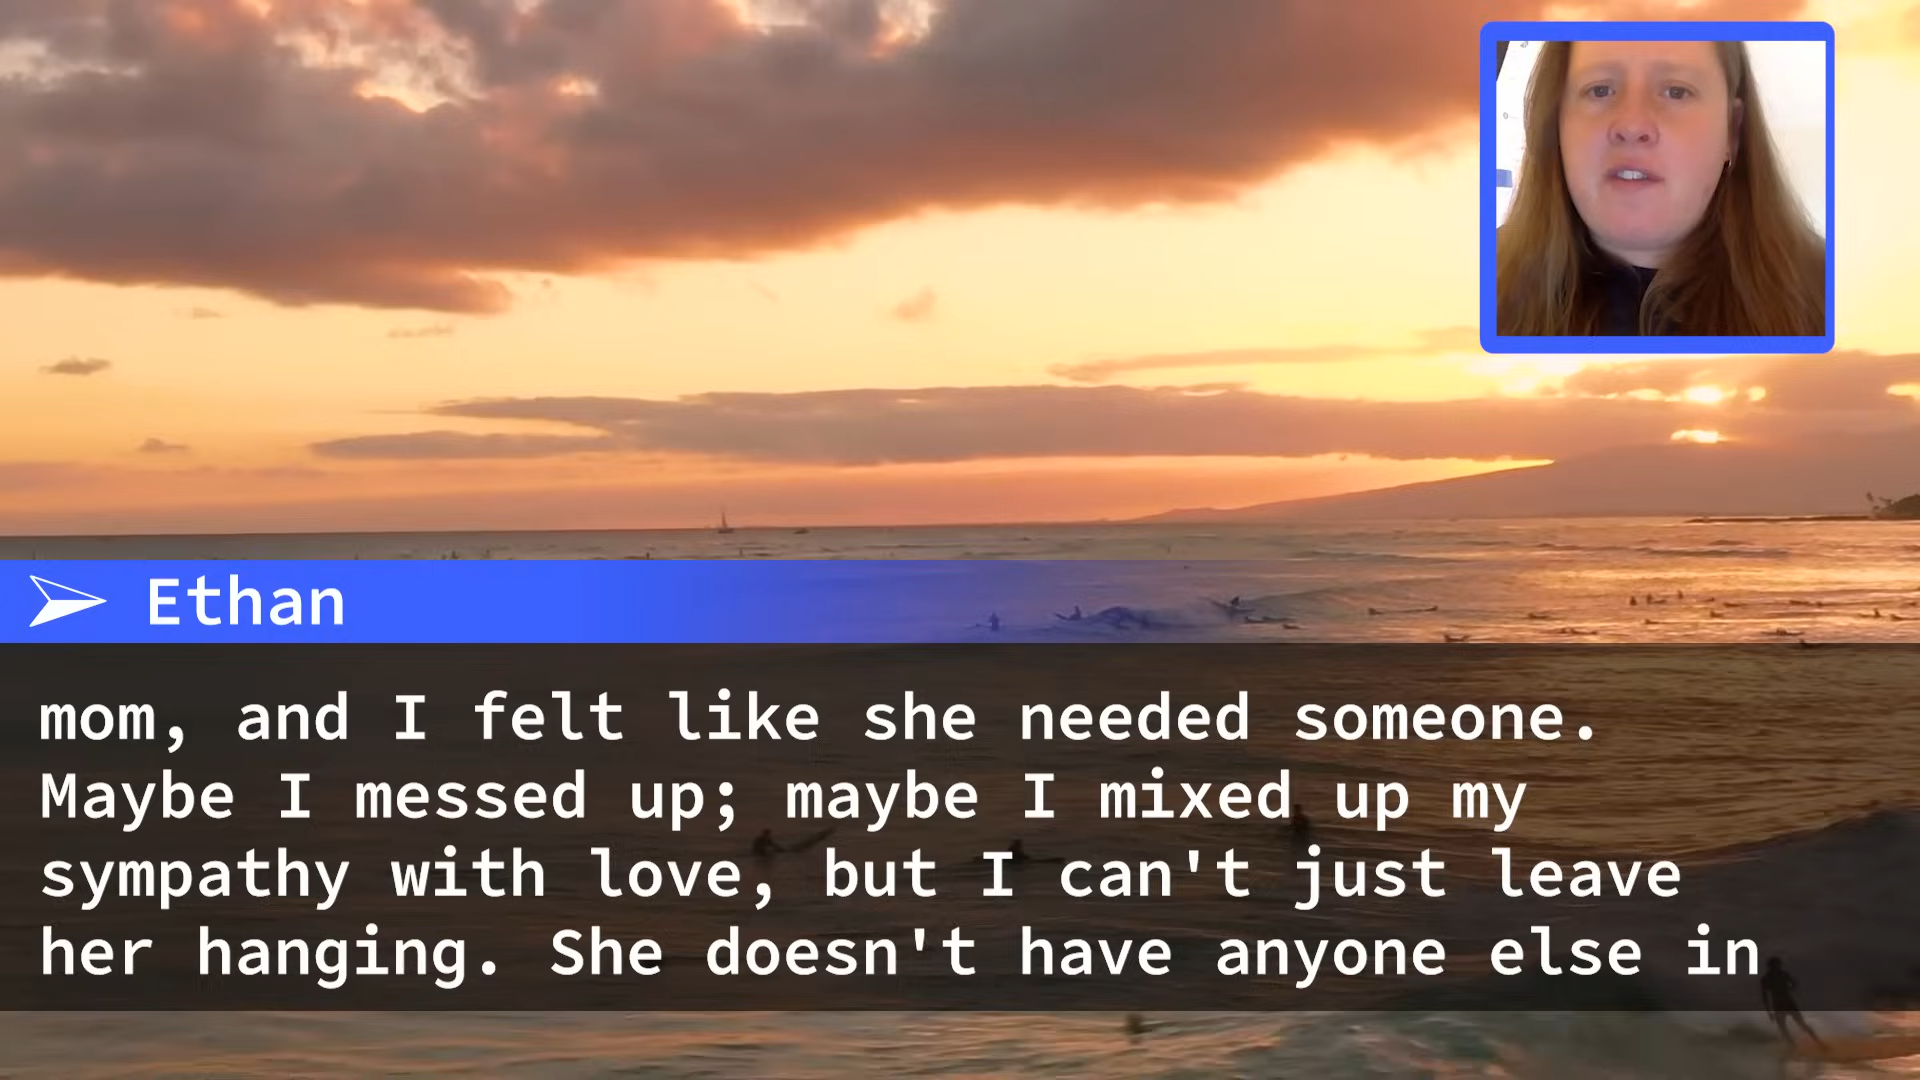 Ethan
mom, and I felt like she needed someone.
Maybe I messed up; maybe I mixed up my
sympathy with love, but I can't just leave
her hanging. She doesn't have anyone else in